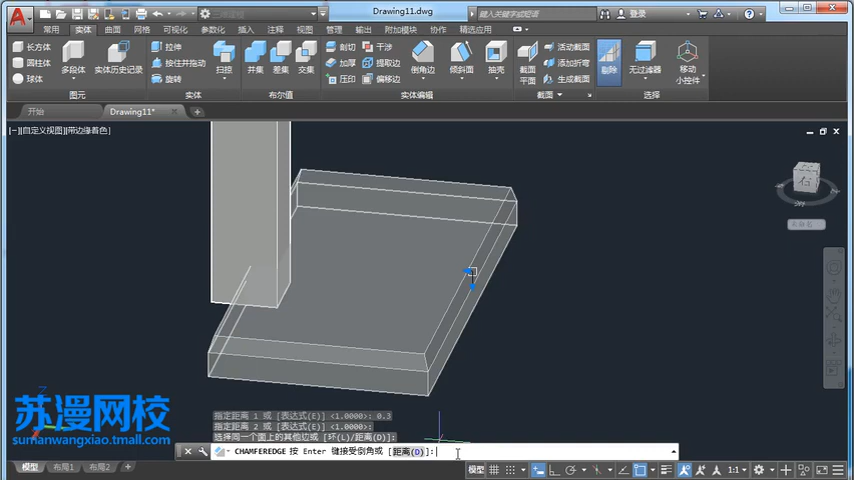 Drawing11.dwg
键入关键字或短语
登录
常用 实体 曲面 网格 可视化 参数化 插入 注释 视图 管理 输出 附加模块 协作 精选应用
长方体
圆柱体
球体
多段体
实体历史记录
拉伸
按住并拖动
旋转
扫掠
并集
差集
交集
剖切
加厚
压印
干涉
提取边
偏移边
倒角边
倾斜面
抽壳
截面
平面
活动截面
添加折弯
生成截面
剔除
无过滤器
移动
小控件
图元 实体 布尔值 实体编辑 截面 选择
开始 Drawing11*
[−][自定义视图][带边缘着色]
右
Z
指定距离 1 或 [表达式(E)] <1.0000>: 0.3
指定距离 2 或 [表达式(E)] <1.0000>:
选择同一个面上的其他边或 [环(L)/距离(D)]:
CHAMFEREDGE 按 Enter 键接受倒角或 [距离(D)]:
苏漫网校
sumanwangxiao.tmall.com
模型 布局1 布局2 +
模型 1:1